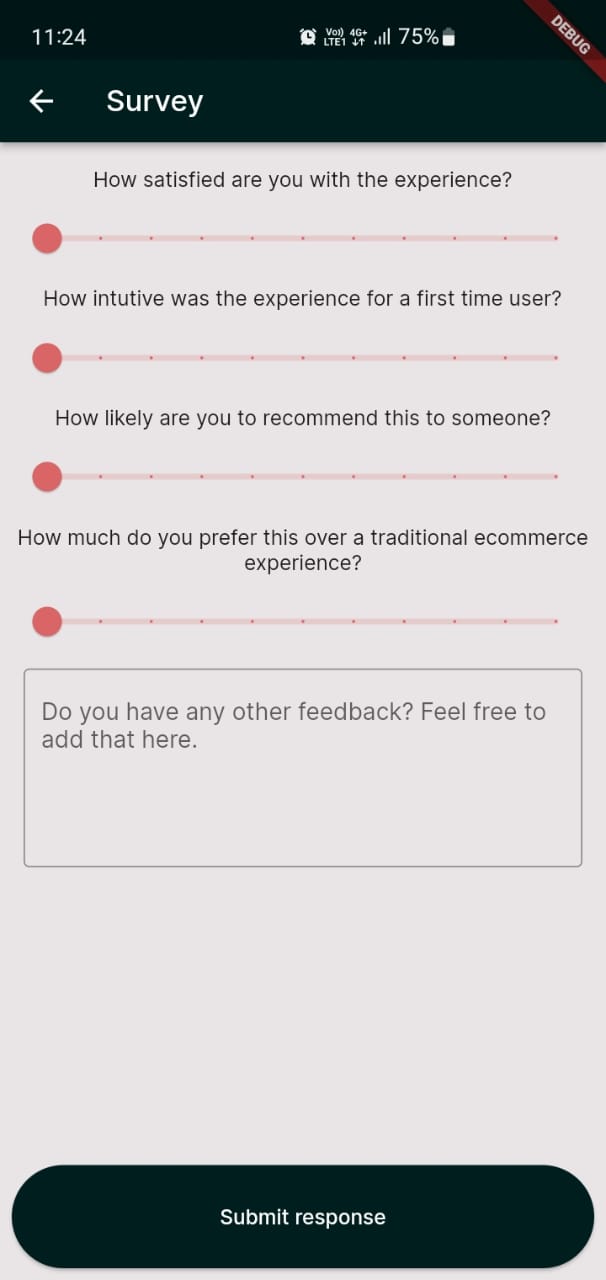 11:24
Vo) 4G+
LTE1
75%
DEBUG
Survey
How satisfied are you with the experience?
How intutive was the experience for a first time user?
How likely are you to recommend this to someone?
How much do you prefer this over a traditional ecommerce
experience?
Do you have any other feedback? Feel free to
add that here.
Submit response